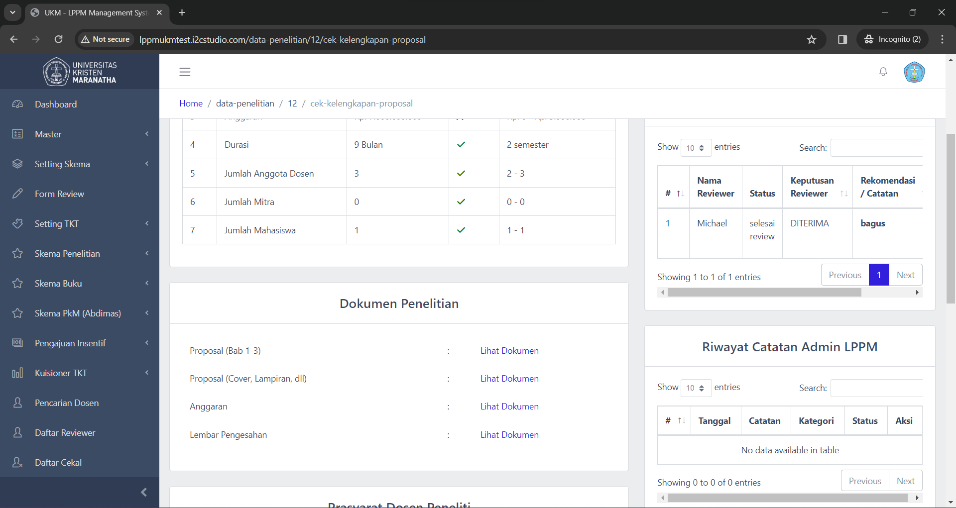 UKM - LPPM Management Syst
Not secure
lppmukmtest.i2cstudio.com/data-penelitian/12/cek-kelengkapan-proposal
Incognito (2)
UNIVERSITAS
KRISTEN
MARANATHA
Dashboard
Master
Setting Skema
Form Review
Setting TKT
Skema Penelitian
Skema Buku
Skema PkM (Abdimas)
Pengajuan Insentif
Kuisioner TKT
Pencarian Dosen
Daftar Reviewer
Daftar Cekal
Home / data-penelitian / 12 / cek-kelengkapan-proposal
4 Durasi 9 Bulan 2 semester
5 Jumlah Anggota Dosen 3 2 - 3
6 Jumlah Mitra 0 0 - 0
7 Jumlah Mahasiswa 1 1 - 1
Dokumen Penelitian
Proposal (Bab 1-3) : Lihat Dokumen
Proposal (Cover, Lampiran, dll) : Lihat Dokumen
Anggaran : Lihat Dokumen
Lembar Pengesahan : Lihat Dokumen
Prasyarat Dosen Peneliti
Show 10 entries Search:
# Nama Reviewer Status Keputusan Reviewer Rekomendasi / Catatan
1 Michael selesai review DITERIMA bagus
Showing 1 to 1 of 1 entries
Previous 1 Next
Riwayat Catatan Admin LPPM
Show 10 entries Search:
# Tanggal Catatan Kategori Status Aksi
No data available in table
Showing 0 to 0 of 0 entries
Previous Next